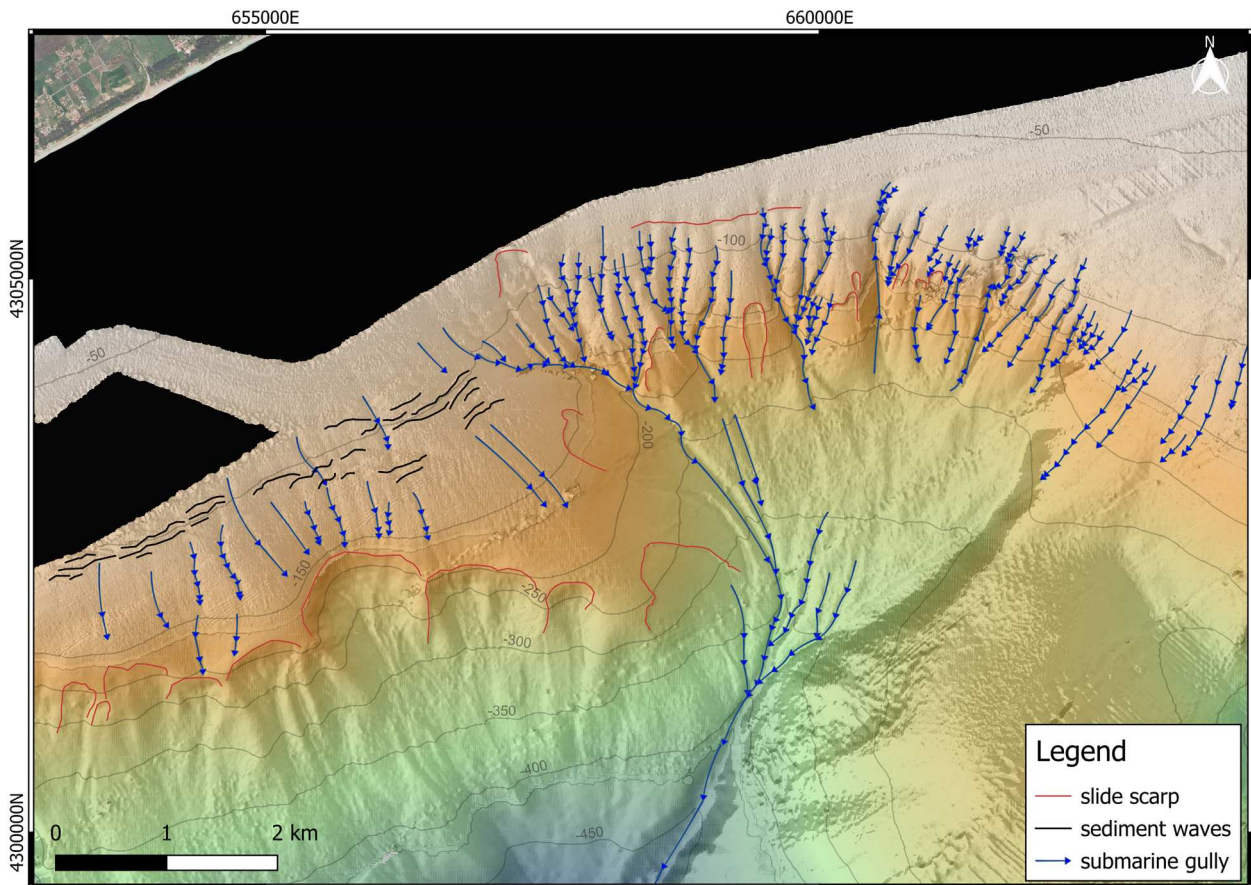 655000E 660000E
N
-50
4305000N
-100
-50
-200
-150
-250
-300
-350
Legend
slide scarp
-400
sediment waves
0 1 2 km
-450
submarine gully
4300000N